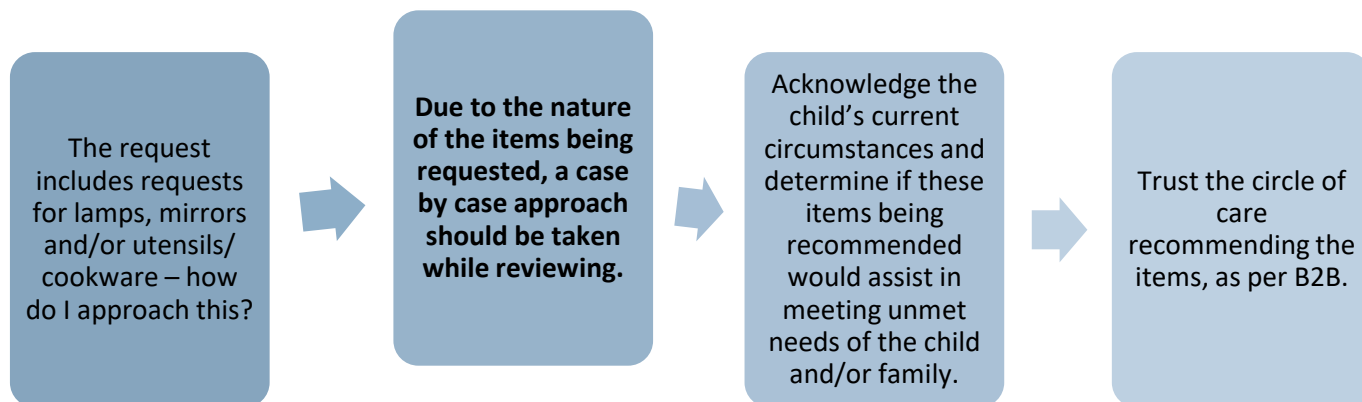 The request
includes requests
for lamps, mirrors
and/or utensils/
cookware – how
do I approach this?
Due to the nature
of the items being
requested, a case
by case approach
should be taken
while reviewing.
Acknowledge the
child’s current
circumstances and
determine if these
items being
recommended
would assist in
meeting unmet
needs of the child
and/or family.
Trust the circle of
care
recommending the
items, as per B2B.